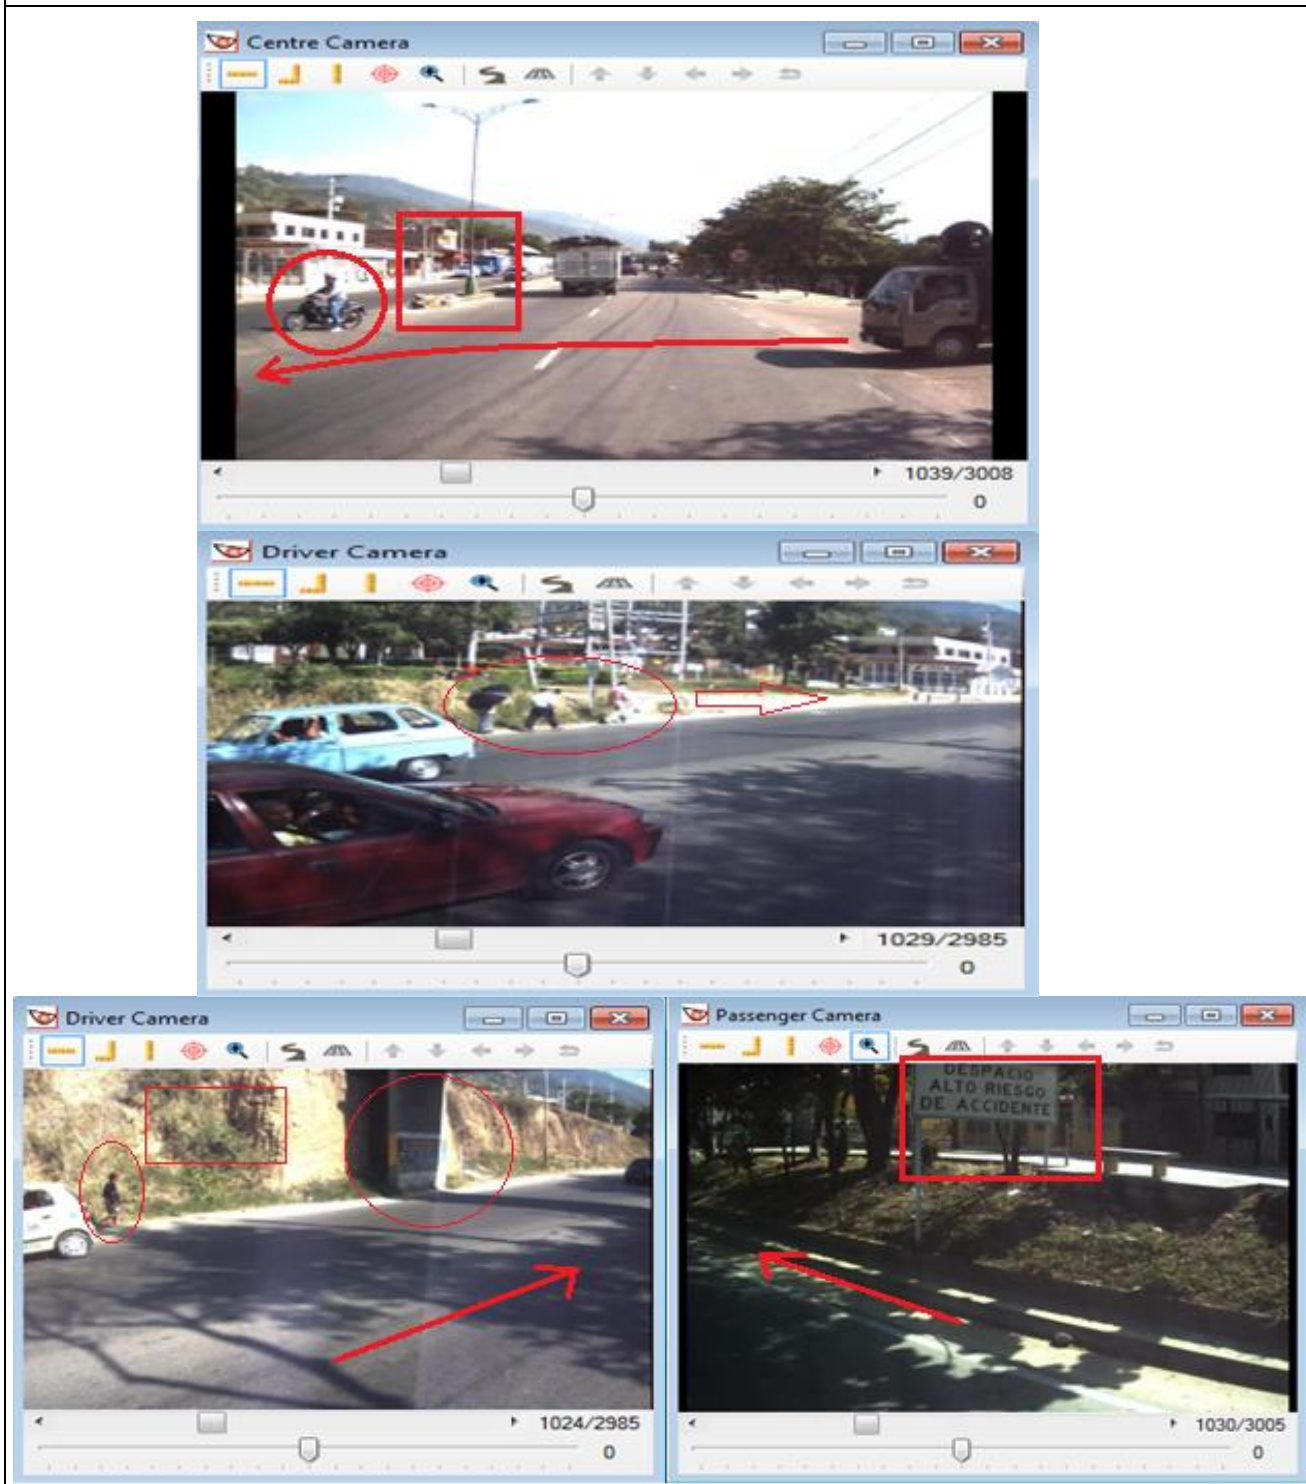 Centre Camera
1039/3008
0
Driver Camera
1029/2985
0
Driver Camera
1024/2985
0
Passenger Camera
DESPACIO
ALTO RIESGO
DE ACCIDENTE
1030/3005
0